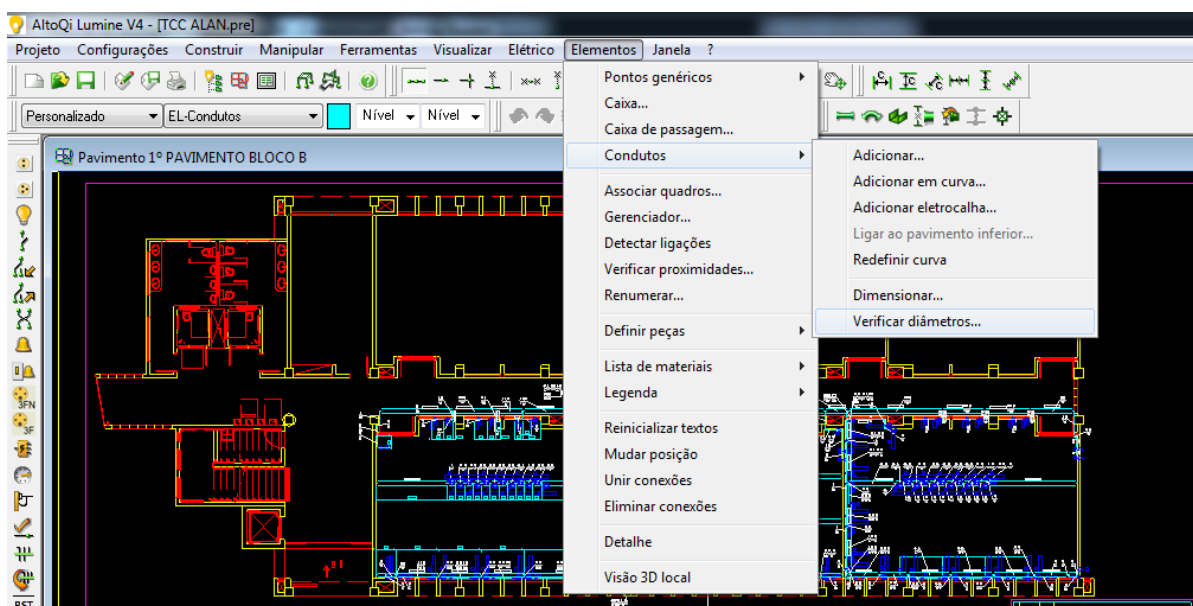 AltoQi Lumine V4 - [TCC ALAN.pre]
Projeto Configurações Construir Manipular Ferramentas Visualizar Elétrico Elementos Janela ?
Personalizado EL-Condutos Nível Nível
Pavimento 1º PAVIMENTO BLOCO B
Pontos genéricos
Caixa...
Caixa de passagem...
Condutos
Associar quadros...
Gerenciador...
Detectar ligações
Verificar proximidades...
Renumerar...
Definir peças
Lista de materiais
Legenda
Reinicializar textos
Mudar posição
Unir conexões
Eliminar conexões
Detalhe
Visão 3D local
Adicionar...
Adicionar em curva...
Adicionar eletrocalha...
Ligar ao pavimento inferior...
Redefinir curva
Dimensionar...
Verificar diâmetros...
3FN
3F